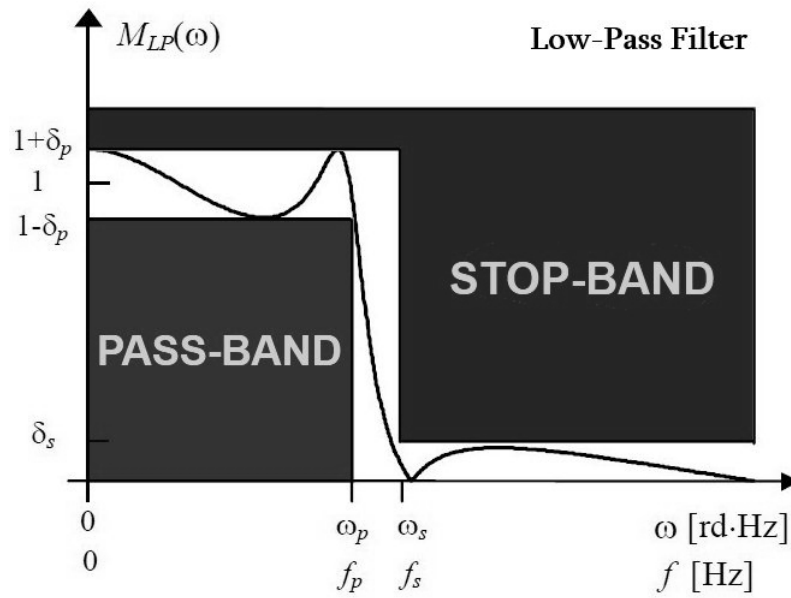 M_LP(ω)
Low-Pass Filter
1+δ_p
1
1-δ_p
STOP-BAND
PASS-BAND
δ_s
0 ω_p ω_s ω [rd·Hz]
0 f_p f_s f [Hz]